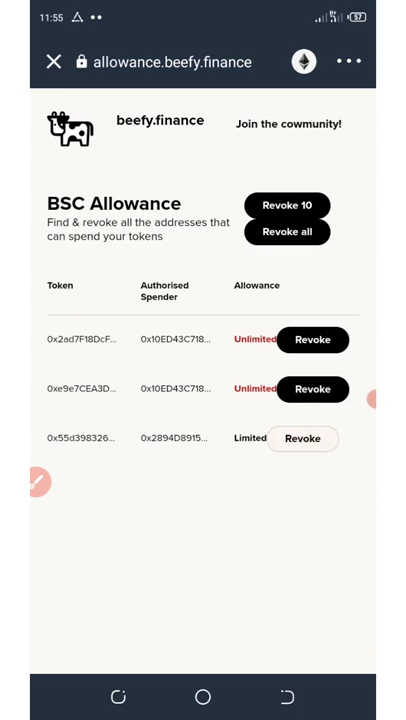 11:55
57
allowance.beefy.finance
beefy.finance
Join the cowmunity!
BSC Allowance
Find & revoke all the addresses that
can spend your tokens
Revoke 10
Revoke all
Token
Authorised
Spender
Allowance
0x2ad7F18DcF... 0x10ED43C718... Unlimited Revoke
0xe9e7CEA3D... 0x10ED43C718... Unlimited Revoke
0x55d398326... 0x2894D8915... Limited Revoke